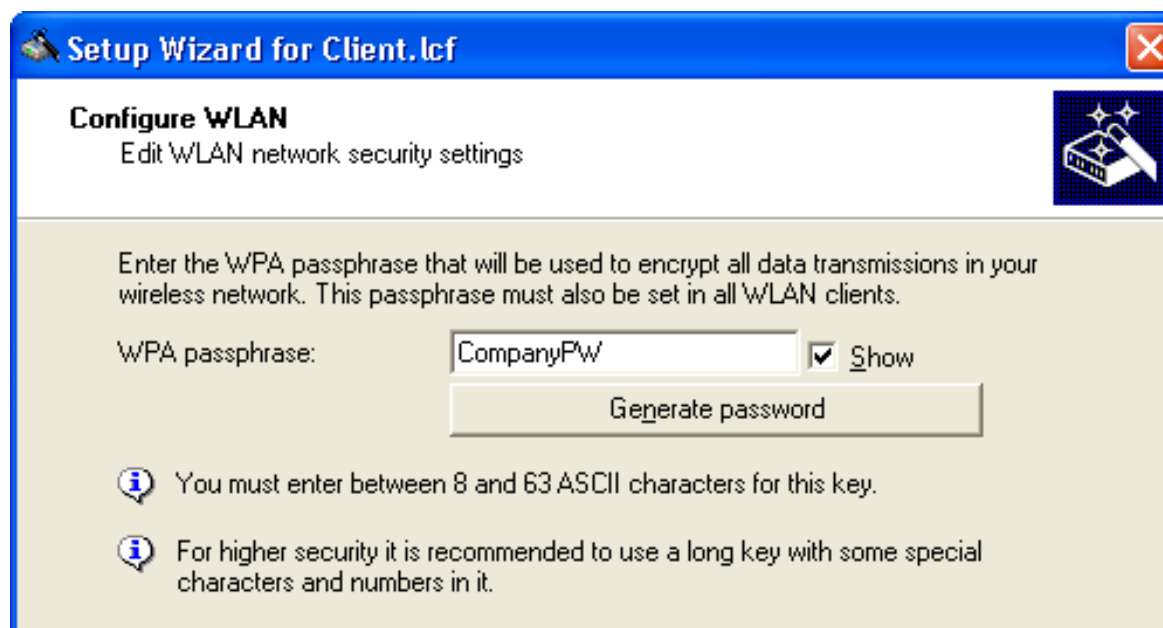 Setup Wizard for Client.lcf
Configure WLAN
Edit WLAN network security settings
Enter the WPA passphrase that will be used to encrypt all data transmissions in your
wireless network. This passphrase must also be set in all WLAN clients.
WPA passphrase: CompanyPW Show
Generate password
You must enter between 8 and 63 ASCII characters for this key.
For higher security it is recommended to use a long key with some special
characters and numbers in it.